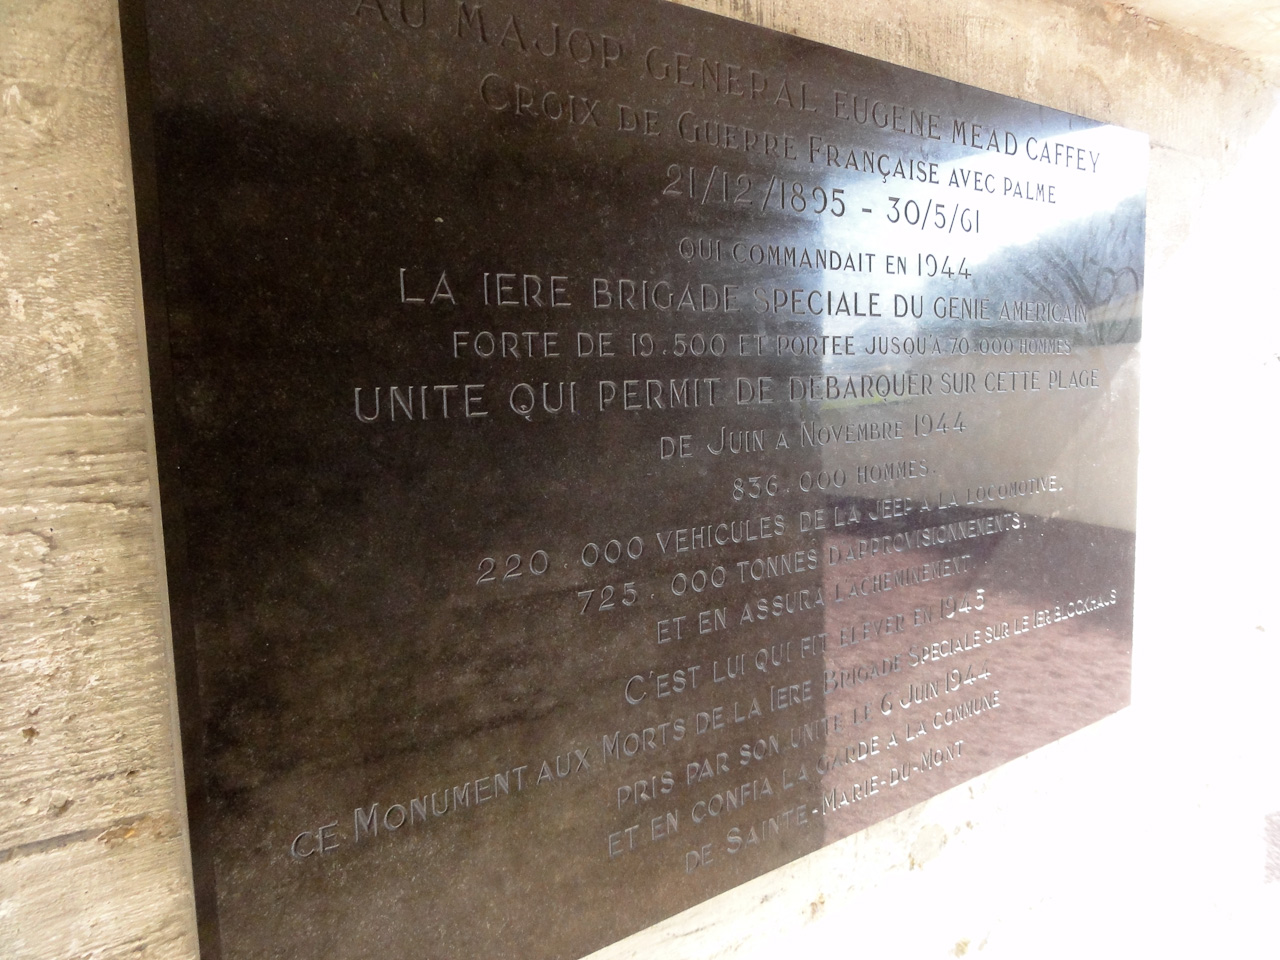 AU MAJOR GENERAL EUGENE MEAD CAFFEY
CROIX DE GUERRE FRANÇAISE AVEC PALME
21/12/1895 - 30/5/61
QUI COMMANDAIT EN 1944
LA IERE BRIGADE SPECIALE DU GENIE AMERICAIN
FORTE DE 19.500 ET PORTEE JUSQU'A 70.000 HOMMES
UNITE QUI PERMIT DE DEBARQUER SUR CETTE PLAGE
DE JUIN A NOVEMBRE 1944
836.000 HOMMES.
220.000 VEHICULES DE LA JEEP A LA LOCOMOTIVE.
725.000 TONNES D'APPROVISIONNEMENTS.
ET EN ASSURA L'ACHEMINEMENT
C'EST LUI QUI FIT ELEVER EN 1945
CE MONUMENT AUX MORTS DE LA IERE BRIGADE SPECIALE SUR LE IER BLOCKHAUS
PRIS PAR SON UNITE LE 6 JUIN 1944
ET EN CONFIA LA GARDE A LA COMMUNE
DE SAINTE-MARIE-DU-MONT